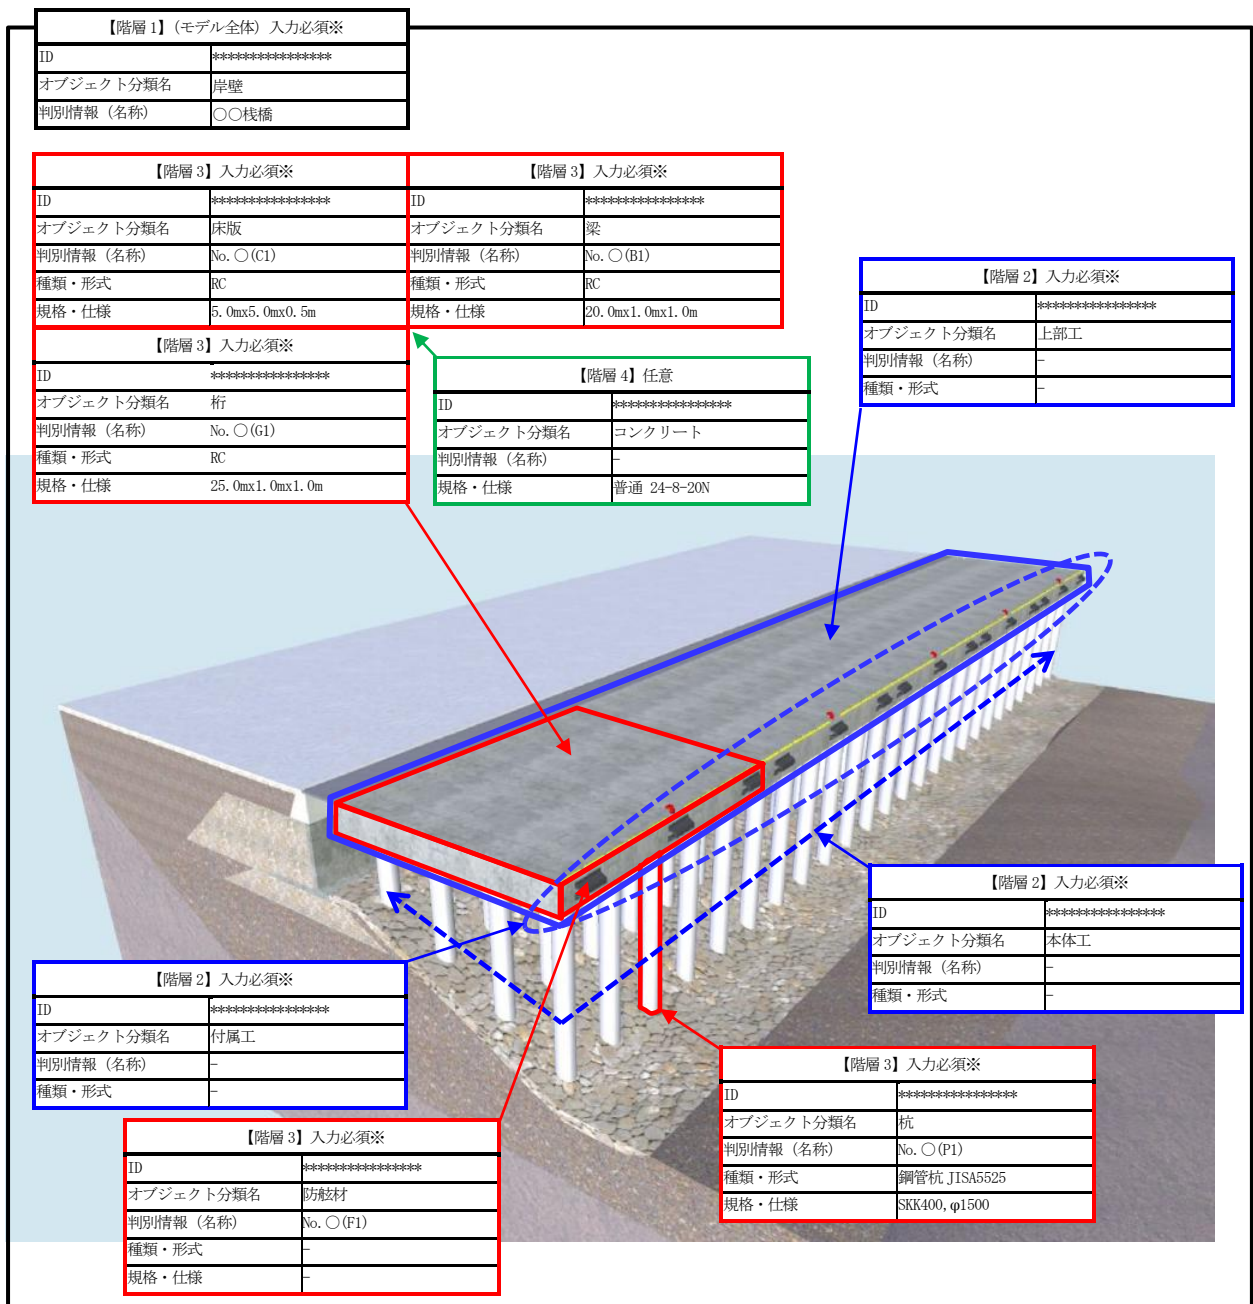 【階層 1】(モデル全体) 入力必須※
ID ****************
オブジェクト分類名 岸壁
判別情報 (名称) 〇〇桟橋
【階層 3】入力必須※
ID ****************
オブジェクト分類名 床版
判別情報 (名称) No.〇(C1)
種類・形式 RC
規格・仕様 5.0mx5.0mx0.5m
【階層 3】入力必須※
ID ****************
オブジェクト分類名 梁
判別情報 (名称) No.〇(B1)
種類・形式 RC
規格・仕様 20.0mx1.0mx1.0m
【階層 2】入力必須※
ID ****************
オブジェクト分類名 上部工
判別情報 (名称) -
種類・形式 -
【階層 3】入力必須※
ID ****************
オブジェクト分類名 桁
判別情報 (名称) No.〇(G1)
種類・形式 RC
規格・仕様 25.0mx1.0mx1.0m
【階層 4】任意
ID ****************
オブジェクト分類名 コンクリート
判別情報 (名称) -
規格・仕様 普通 24-8-20N
【階層 2】入力必須※
ID ****************
オブジェクト分類名 本体工
判別情報 (名称) -
種類・形式 -
【階層 2】入力必須※
ID ****************
オブジェクト分類名 付属工
判別情報 (名称) -
種類・形式 -
【階層 3】入力必須※
ID ****************
オブジェクト分類名 杭
判別情報 (名称) No.〇(P1)
種類・形式 鋼管杭 JISA5525
規格・仕様 SKK400,φ1500
【階層 3】入力必須※
ID ****************
オブジェクト分類名 防舷材
判別情報 (名称) No.〇(F1)
種類・形式 -
規格・仕様 -